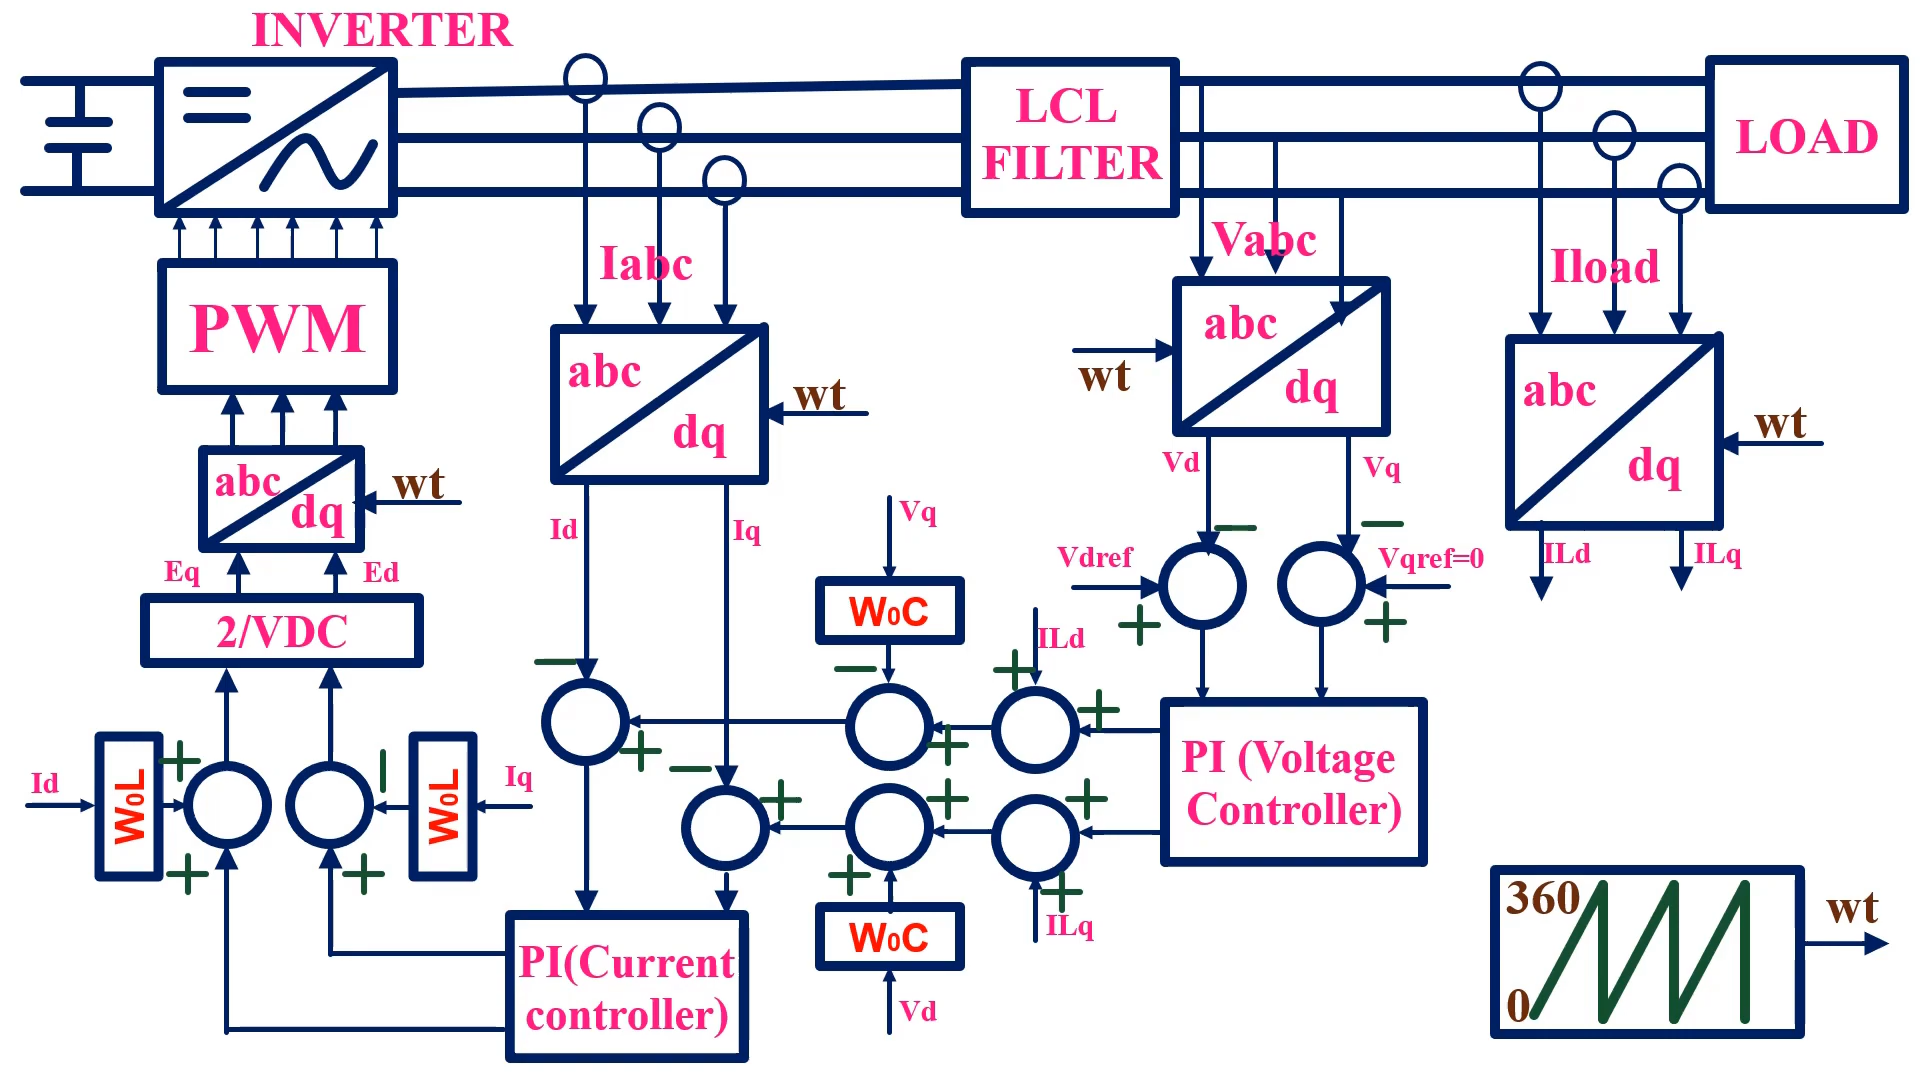 INVERTER
LCL
FILTER
LOAD
Vabc
Iabc
Iload
PWM
abc
dq
wt
abc
dq
wt
abc
dq
wt
abc
dq
wt
Vd
Vq
Id
Iq
Vq
Vdref
Vqref=0
ILd
ILq
Eq
Ed
2/VDC
W₀C
ILd
Id
W₀L
W₀L
Iq
PI (Voltage
Controller)
W₀C
ILq
Vd
PI(Current
controller)
360
0
wt